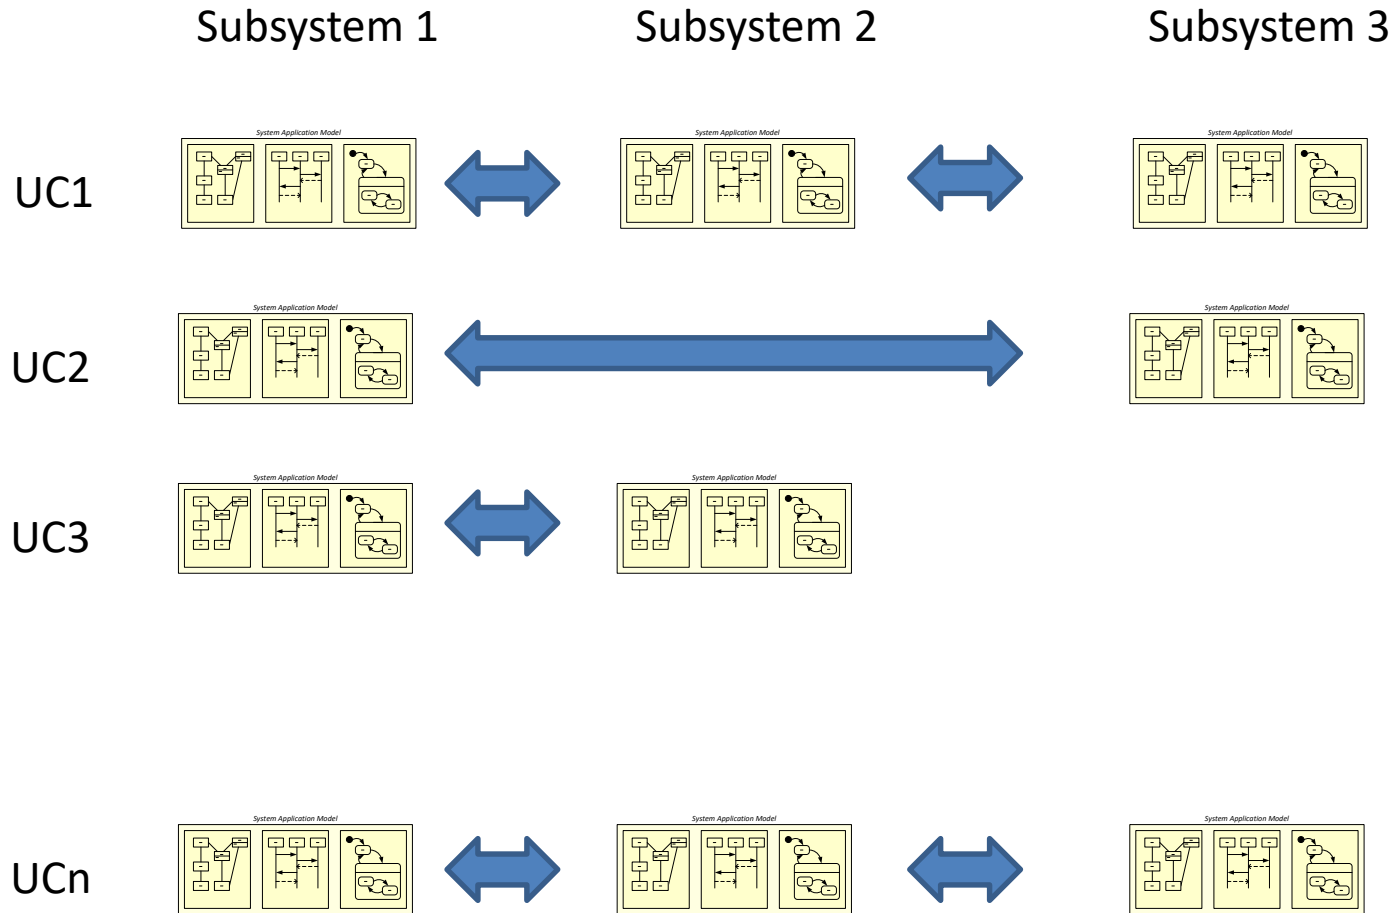 Subsystem 1 Subsystem 2 Subsystem 3
System Application Model System Application Model System Application Model
UC1
System Application Model System Application Model
UC2
System Application Model System Application Model
UC3
System Application Model System Application Model System Application Model
UCn